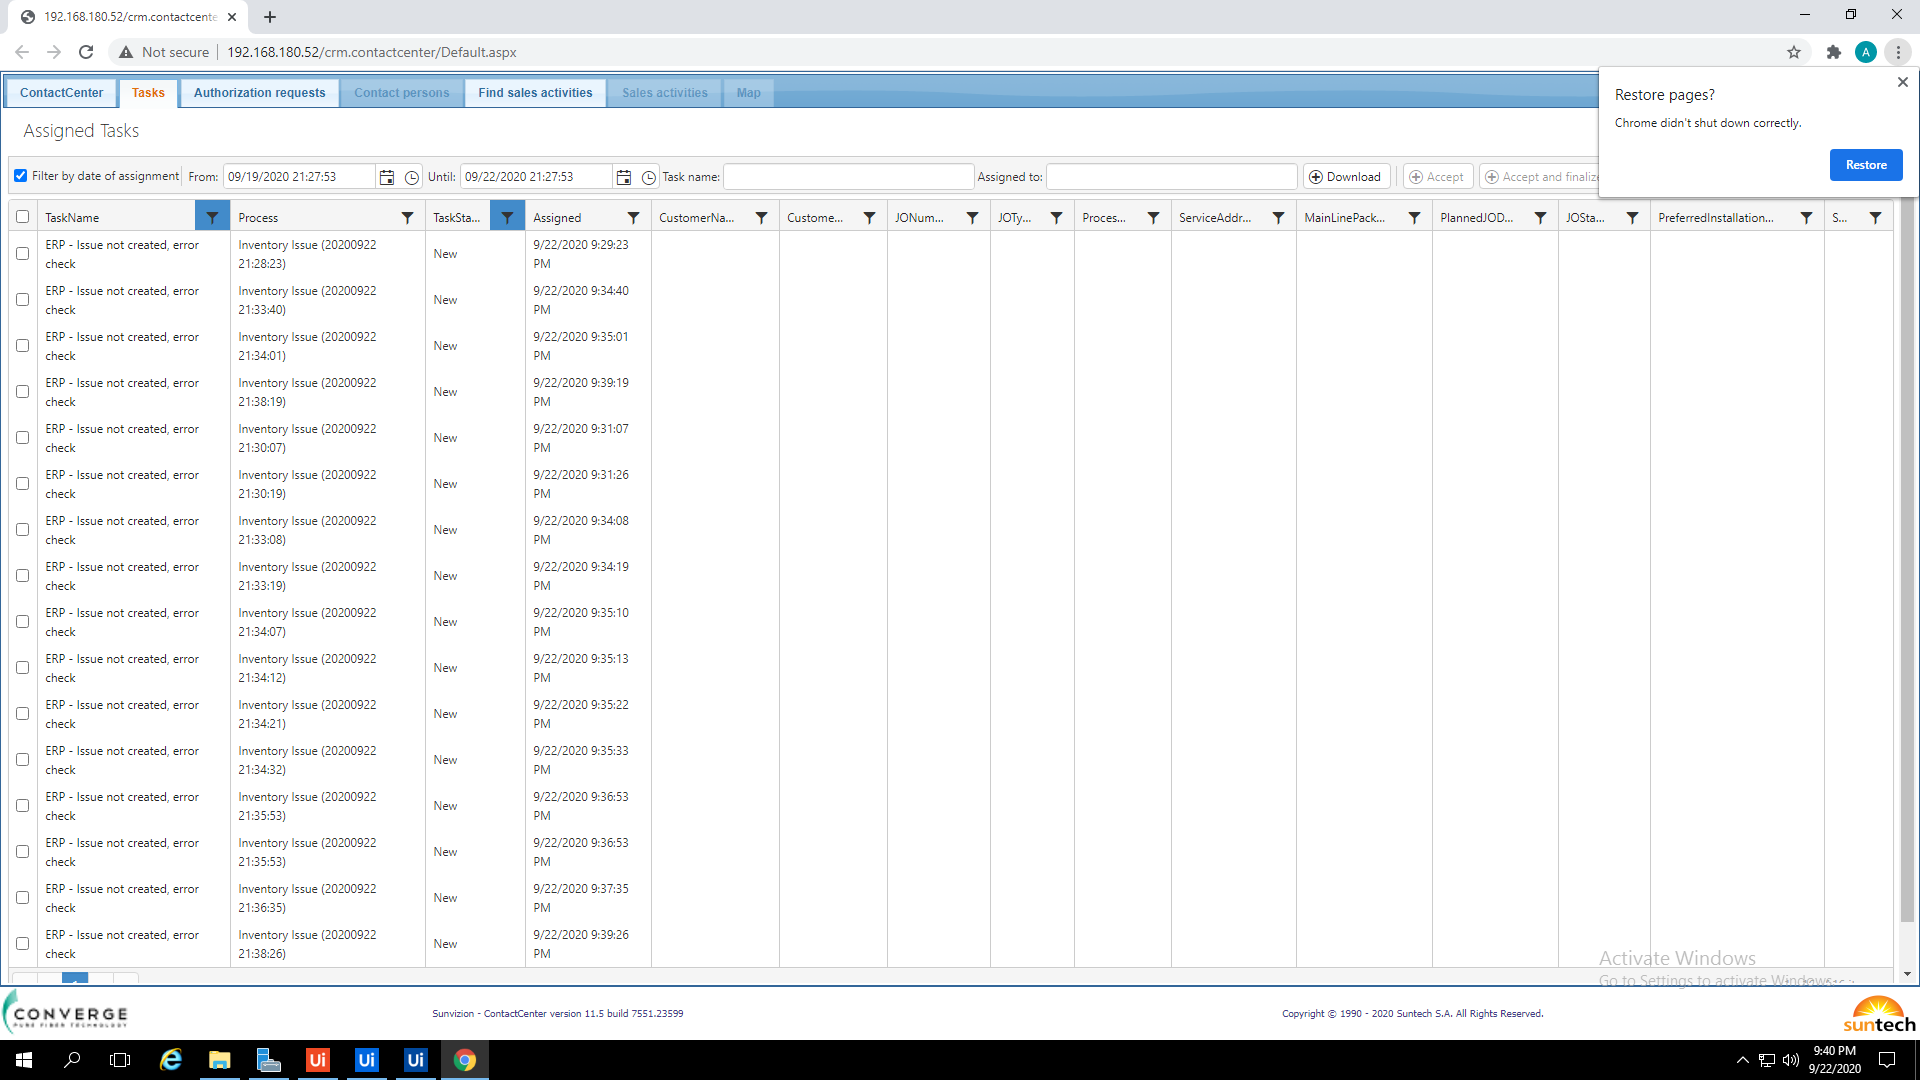 192.168.180.52/crm.contactcente
Not secure
192.168.180.52/crm.contactcenter/Default.aspx
A
ContactCenter Tasks Authorization requests Contact persons Find sales activities Sales activities Map
Restore pages?
Chrome didn't shut down correctly.
Restore
Assigned Tasks
Filter by date of assignment From: 09/19/2020 21:27:53 Until: 09/22/2020 21:27:53 Task name: Assigned to: Download Accept Accept and finalize
TaskName Process TaskSta... Assigned CustomerNa... Custome... JONum... JOTy... Proces... ServiceAddr... MainLinePack... PlannedJOD... JOSta... PreferredInstallation... S...
ERP - Issue not created, error Inventory Issue (20200922 New 9/22/2020 9:29:23
check 21:28:23) PM
ERP - Issue not created, error Inventory Issue (20200922 New 9/22/2020 9:34:40
check 21:33:40) PM
ERP - Issue not created, error Inventory Issue (20200922 New 9/22/2020 9:35:01
check 21:34:01) PM
ERP - Issue not created, error Inventory Issue (20200922 New 9/22/2020 9:39:19
check 21:38:19) PM
ERP - Issue not created, error Inventory Issue (20200922 New 9/22/2020 9:31:07
check 21:30:07) PM
ERP - Issue not created, error Inventory Issue (20200922 New 9/22/2020 9:31:26
check 21:30:19) PM
ERP - Issue not created, error Inventory Issue (20200922 New 9/22/2020 9:34:08
check 21:33:08) PM
ERP - Issue not created, error Inventory Issue (20200922 New 9/22/2020 9:34:19
check 21:33:19) PM
ERP - Issue not created, error Inventory Issue (20200922 New 9/22/2020 9:35:10
check 21:34:07) PM
ERP - Issue not created, error Inventory Issue (20200922 New 9/22/2020 9:35:13
check 21:34:12) PM
ERP - Issue not created, error Inventory Issue (20200922 New 9/22/2020 9:35:22
check 21:34:21) PM
ERP - Issue not created, error Inventory Issue (20200922 New 9/22/2020 9:35:33
check 21:34:32) PM
ERP - Issue not created, error Inventory Issue (20200922 New 9/22/2020 9:36:53
check 21:35:53) PM
ERP - Issue not created, error Inventory Issue (20200922 New 9/22/2020 9:36:53
check 21:35:53) PM
ERP - Issue not created, error Inventory Issue (20200922 New 9/22/2020 9:37:35
check 21:36:35) PM
ERP - Issue not created, error Inventory Issue (20200922 New 9/22/2020 9:39:26
check 21:38:26) PM
Activate Windows
Go to Settings to activate Windows.
CONVERGE
PURE FIBER TECHNOLOGY
Sunvizion - ContactCenter version 11.5 build 7551.23599
Copyright © 1990 - 2020 Suntech S.A. All Rights Reserved.
suntech
Ui Ui Ui
9:40 PM
9/22/2020